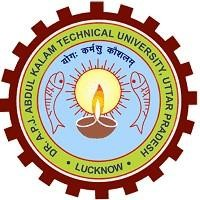 DR. A.P.J. ABDUL KALAM TECHNICAL UNIVERSITY, UTTAR PRADESH
योगः कर्मसु कौशलम्
LUCKNOW